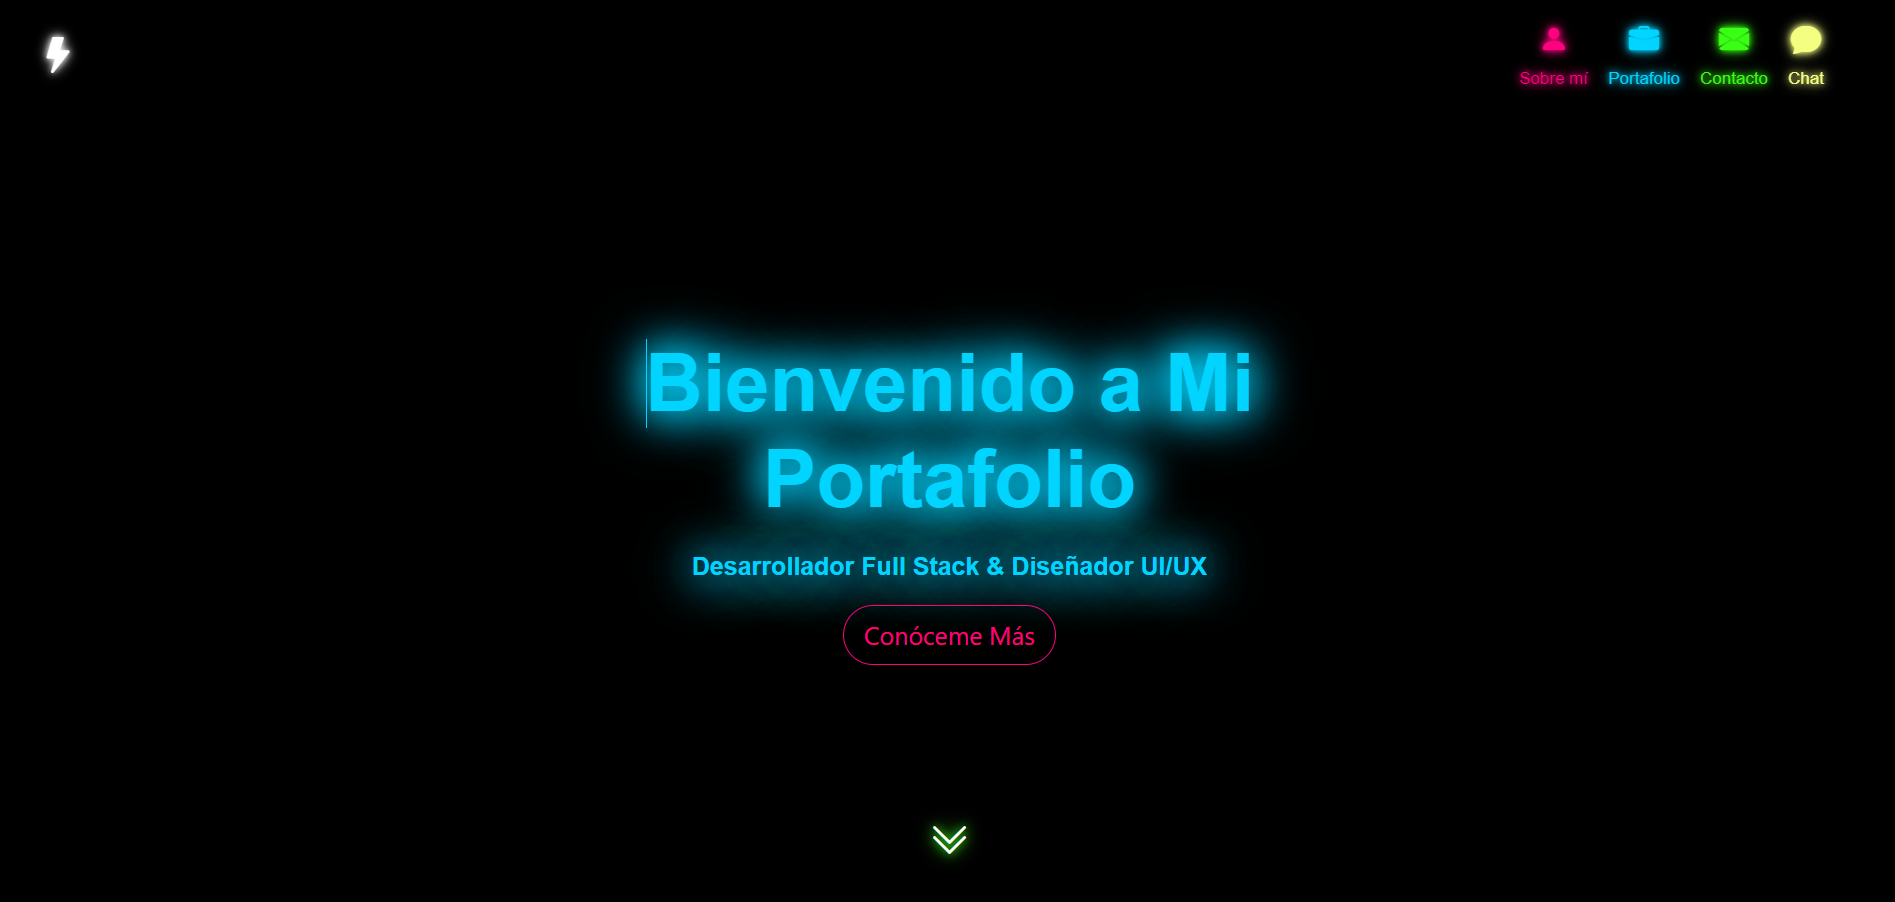 Sobre mí
Portafolio
Contacto
Chat
Bienvenido a Mi
Portafolio
Desarrollador Full Stack & Diseñador UI/UX
Conóceme Más